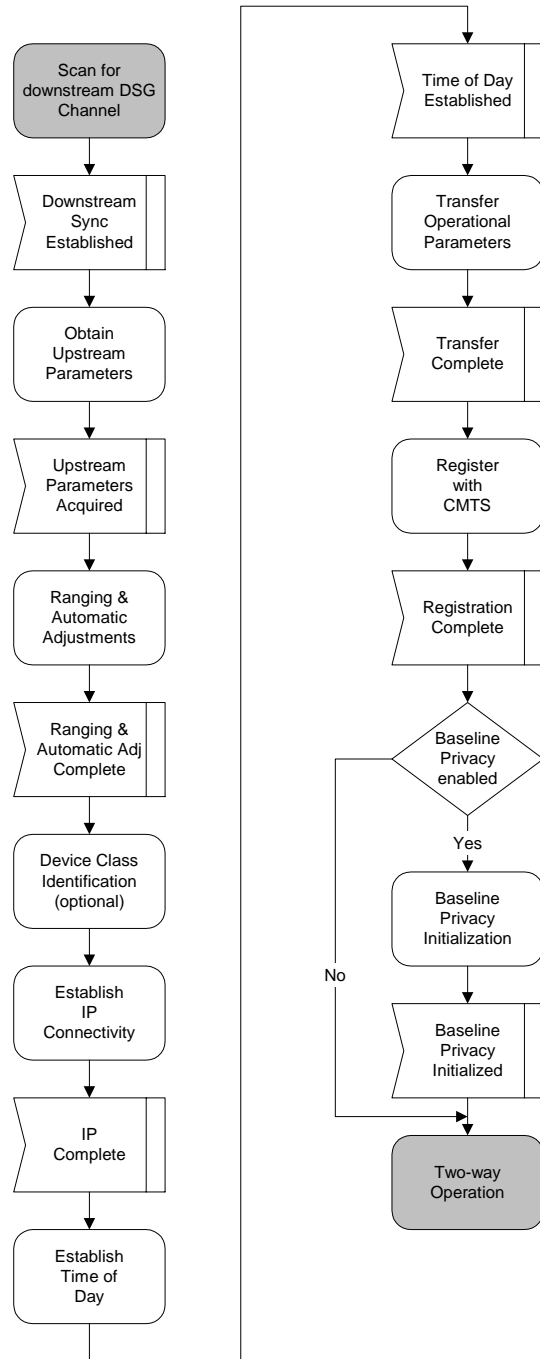 Scan for
downstream DSG
Channel
Downstream
Sync
Established
Obtain
Upstream
Parameters
Upstream
Parameters
Acquired
Ranging &
Automatic
Adjustments
Ranging &
Automatic Adj
Complete
Device Class
Identification
(optional)
Establish
IP
Connectivity
IP
Complete
Establish
Time of
Day
Time of Day
Established
Transfer
Operational
Parameters
Transfer
Complete
Register
with
CMTS
Registration
Complete
Baseline
Privacy
enabled
Yes
Baseline
Privacy
Initialization
No
Baseline
Privacy
Initialized
Two-way
Operation